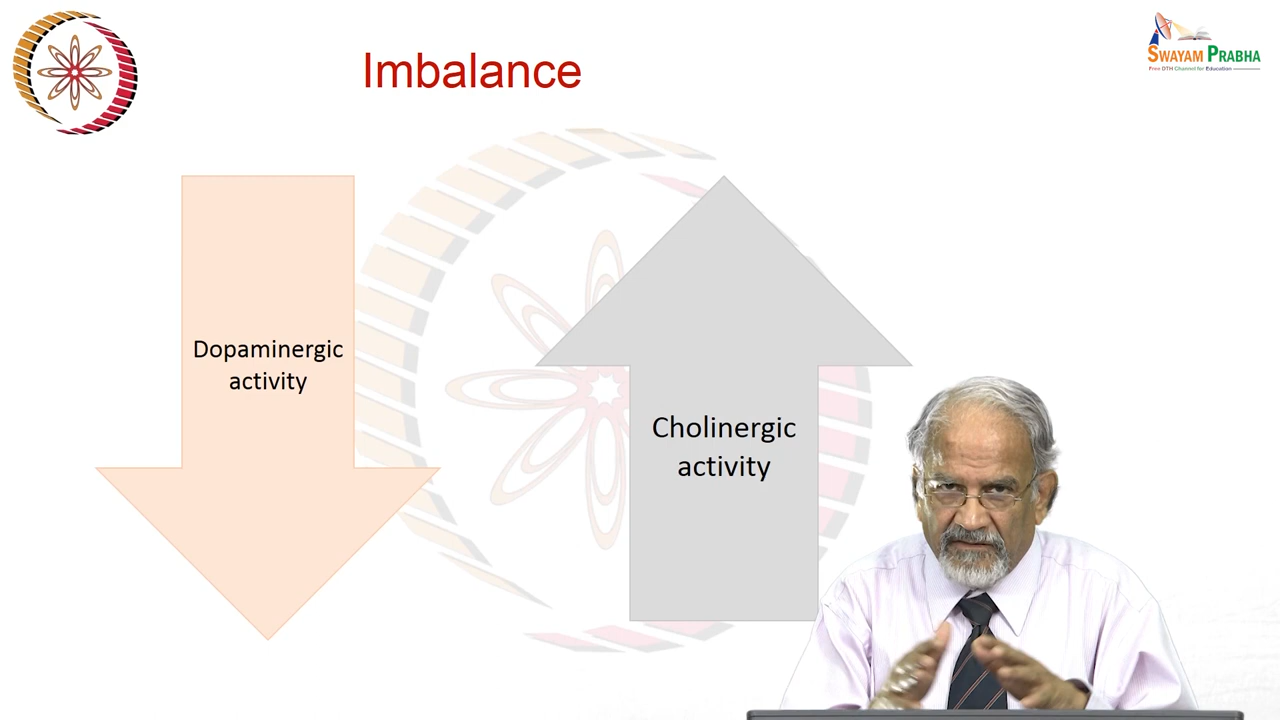 Imbalance
SWAYAM PRABHA
Free DTH Channel for Education
Dopaminergic
activity
Cholinergic
activity